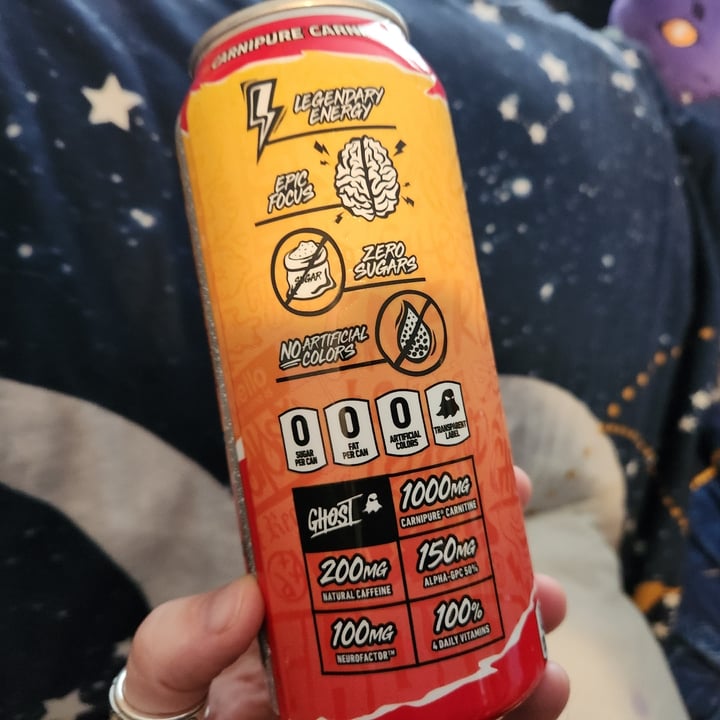 CARNIPURE CARN
LEGENDARY
ENERGY
EPIC
FOCUS
SUGAR
ZERO
SUGARS
NO ARTIFICIAL
COLORS
0
SUGAR
PER CAN
0
FAT
PER CAN
0
ARTIFICIAL
COLORS
TRANSPARENT
LABEL
GHOST
1000MG
CARNIPURE® CARNITINE
200MG
NATURAL CAFFEINE
150MG
ALPHA-GPC 50%
100MG
NEUROFACTOR™
100%
4 DAILY VITAMINS